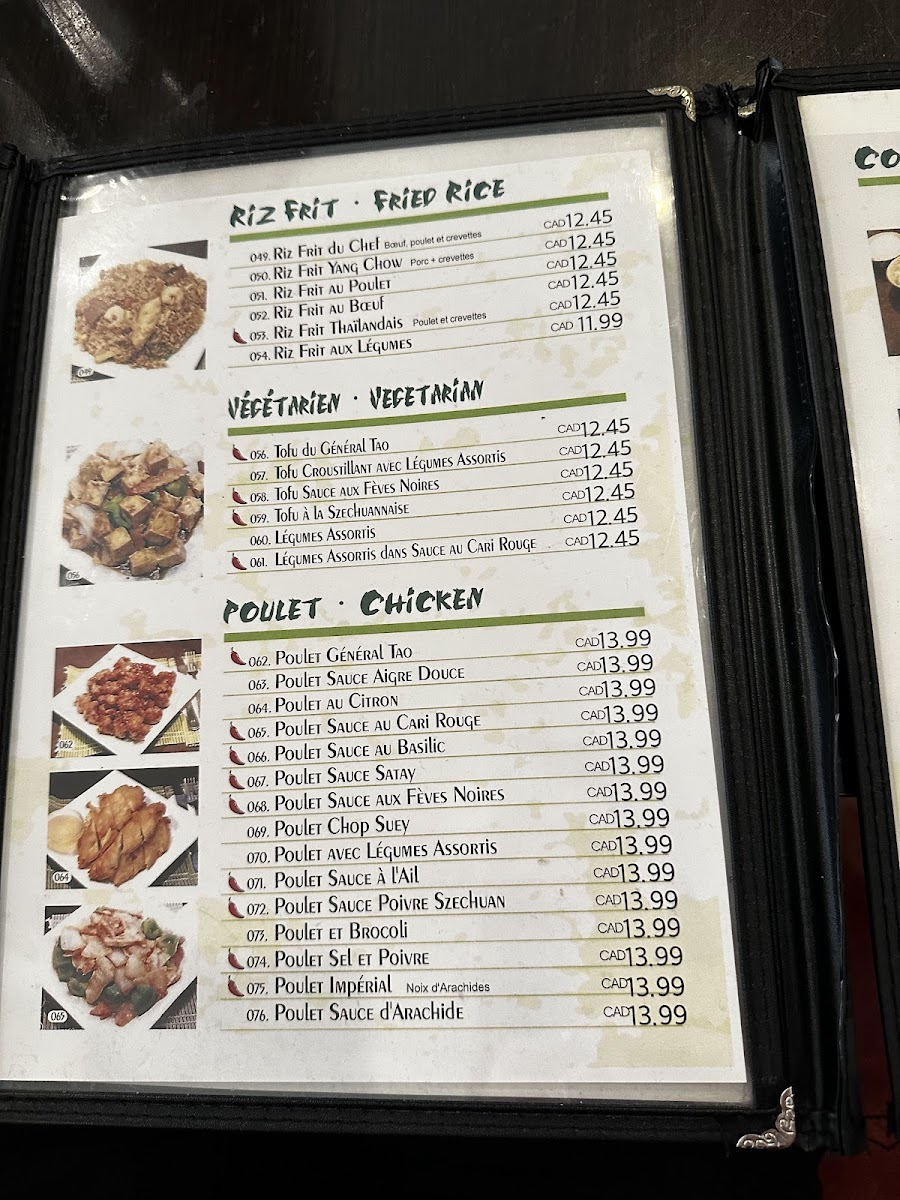 Riz Frit · Fried Rice
049. Riz Frit du Chef Bœuf, poulet et crevettes CAD12.45
050. Riz Frit Yang Chow Porc + crevettes CAD12.45
051. Riz Frit au Poulet CAD12.45
052. Riz Frit au Bœuf CAD12.45
053. Riz Frit Thaïlandais Poulet et crevettes CAD12.45
054. Riz Frit aux Légumes CAD 11.99
049
Végétarien · Vegetarian
056. Tofu du Général Tao CAD12.45
057. Tofu Croustillant avec Légumes Assortis CAD12.45
058. Tofu Sauce aux Fèves Noires CAD12.45
059. Tofu à la Szechuannaise CAD12.45
060. Légumes Assortis CAD12.45
061. Légumes Assortis dans Sauce au Cari Rouge CAD12.45
056
Poulet · Chicken
062. Poulet Général Tao CAD13.99
063. Poulet Sauce Aigre Douce CAD13.99
064. Poulet au Citron CAD13.99
065. Poulet Sauce au Cari Rouge CAD13.99
066. Poulet Sauce au Basilic CAD13.99
067. Poulet Sauce Satay CAD13.99
068. Poulet Sauce aux Fèves Noires CAD13.99
069. Poulet Chop Suey CAD13.99
070. Poulet avec Légumes Assortis CAD13.99
071. Poulet Sauce à l'Ail CAD13.99
072. Poulet Sauce Poivre Szechuan CAD13.99
073. Poulet et Brocoli CAD13.99
074. Poulet Sel et Poivre CAD13.99
075. Poulet Impérial Noix d'Arachides CAD13.99
076. Poulet Sauce d'Arachide CAD13.99
062
064
065
Co